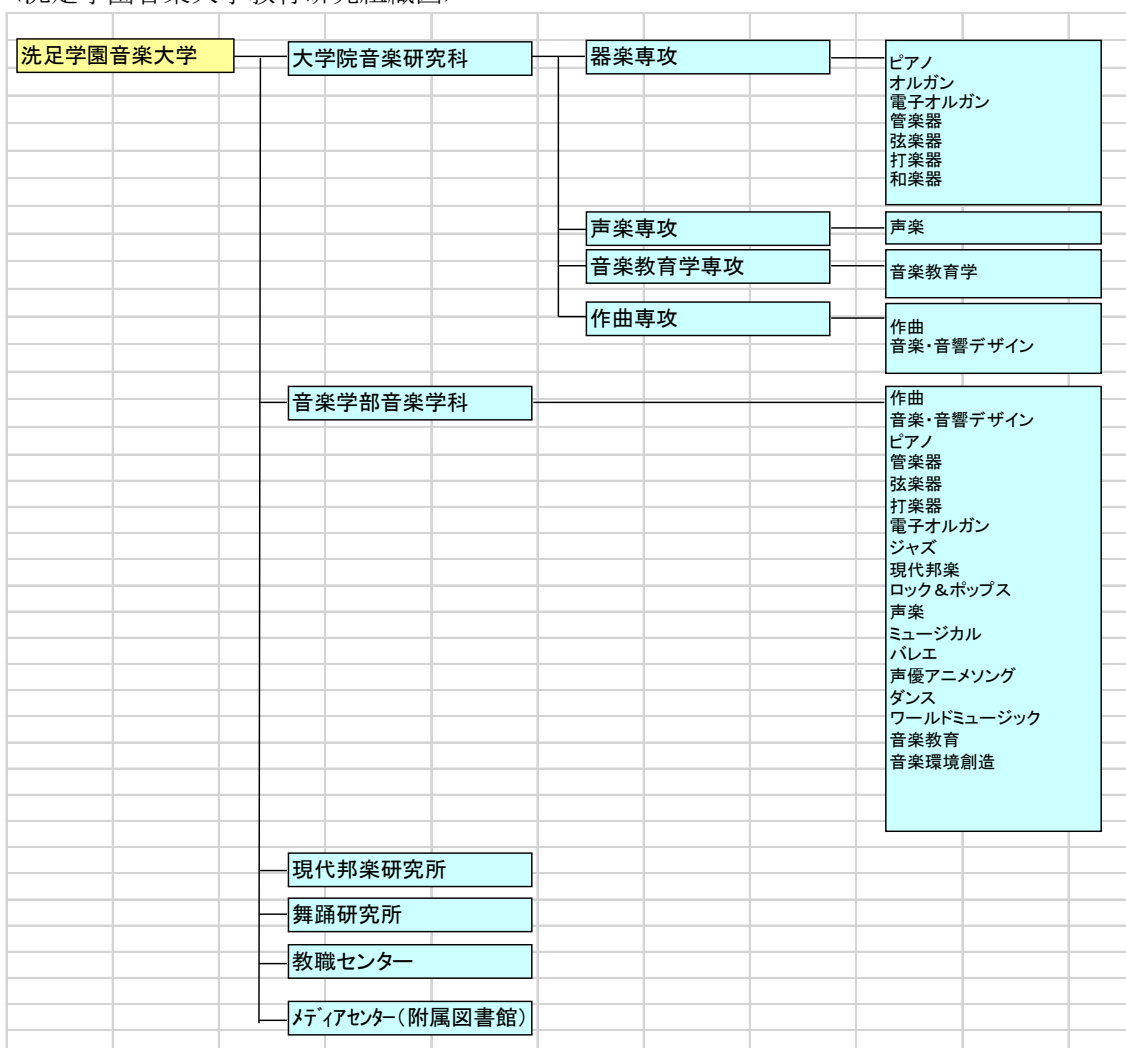 洗足学園音楽大学
大学院音楽研究科
器楽専攻
ピアノ
オルガン
電子オルガン
管楽器
弦楽器
打楽器
和楽器
声楽専攻
声楽
音楽教育学専攻
音楽教育学
作曲専攻
作曲
音楽・音響デザイン
音楽学部音楽学科
作曲
音楽・音響デザイン
ピアノ
管楽器
弦楽器
打楽器
電子オルガン
ジャズ
現代邦楽
ロック＆ポップス
声楽
ミュージカル
バレエ
声優アニメソング
ダンス
ワールドミュージック
音楽教育
音楽環境創造
現代邦楽研究所
舞踊研究所
教職センター
ﾒﾃﾞｨｱｾﾝﾀｰ（附属図書館）